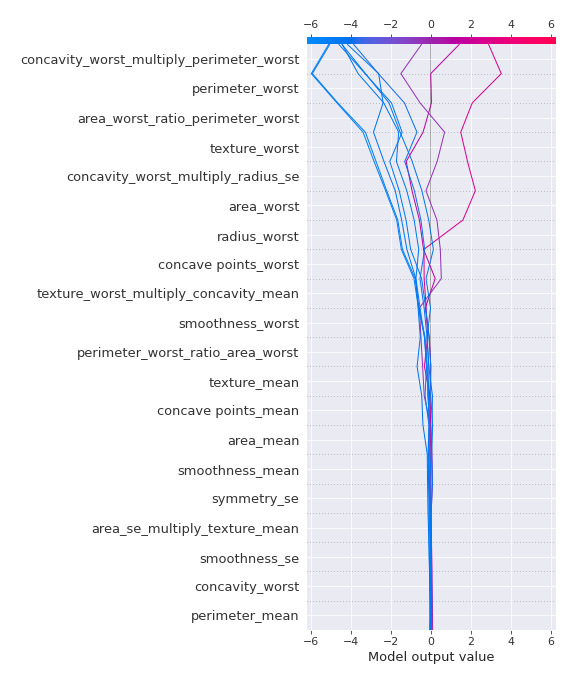 −6 −4 −2 0 2 4 6
concavity_worst_multiply_perimeter_worst
perimeter_worst
area_worst_ratio_perimeter_worst
texture_worst
concavity_worst_multiply_radius_se
area_worst
radius_worst
concave points_worst
texture_worst_multiply_concavity_mean
smoothness_worst
perimeter_worst_ratio_area_worst
texture_mean
concave points_mean
area_mean
smoothness_mean
symmetry_se
area_se_multiply_texture_mean
smoothness_se
concavity_worst
perimeter_mean
−6 −4 −2 0 2 4 6
Model output value